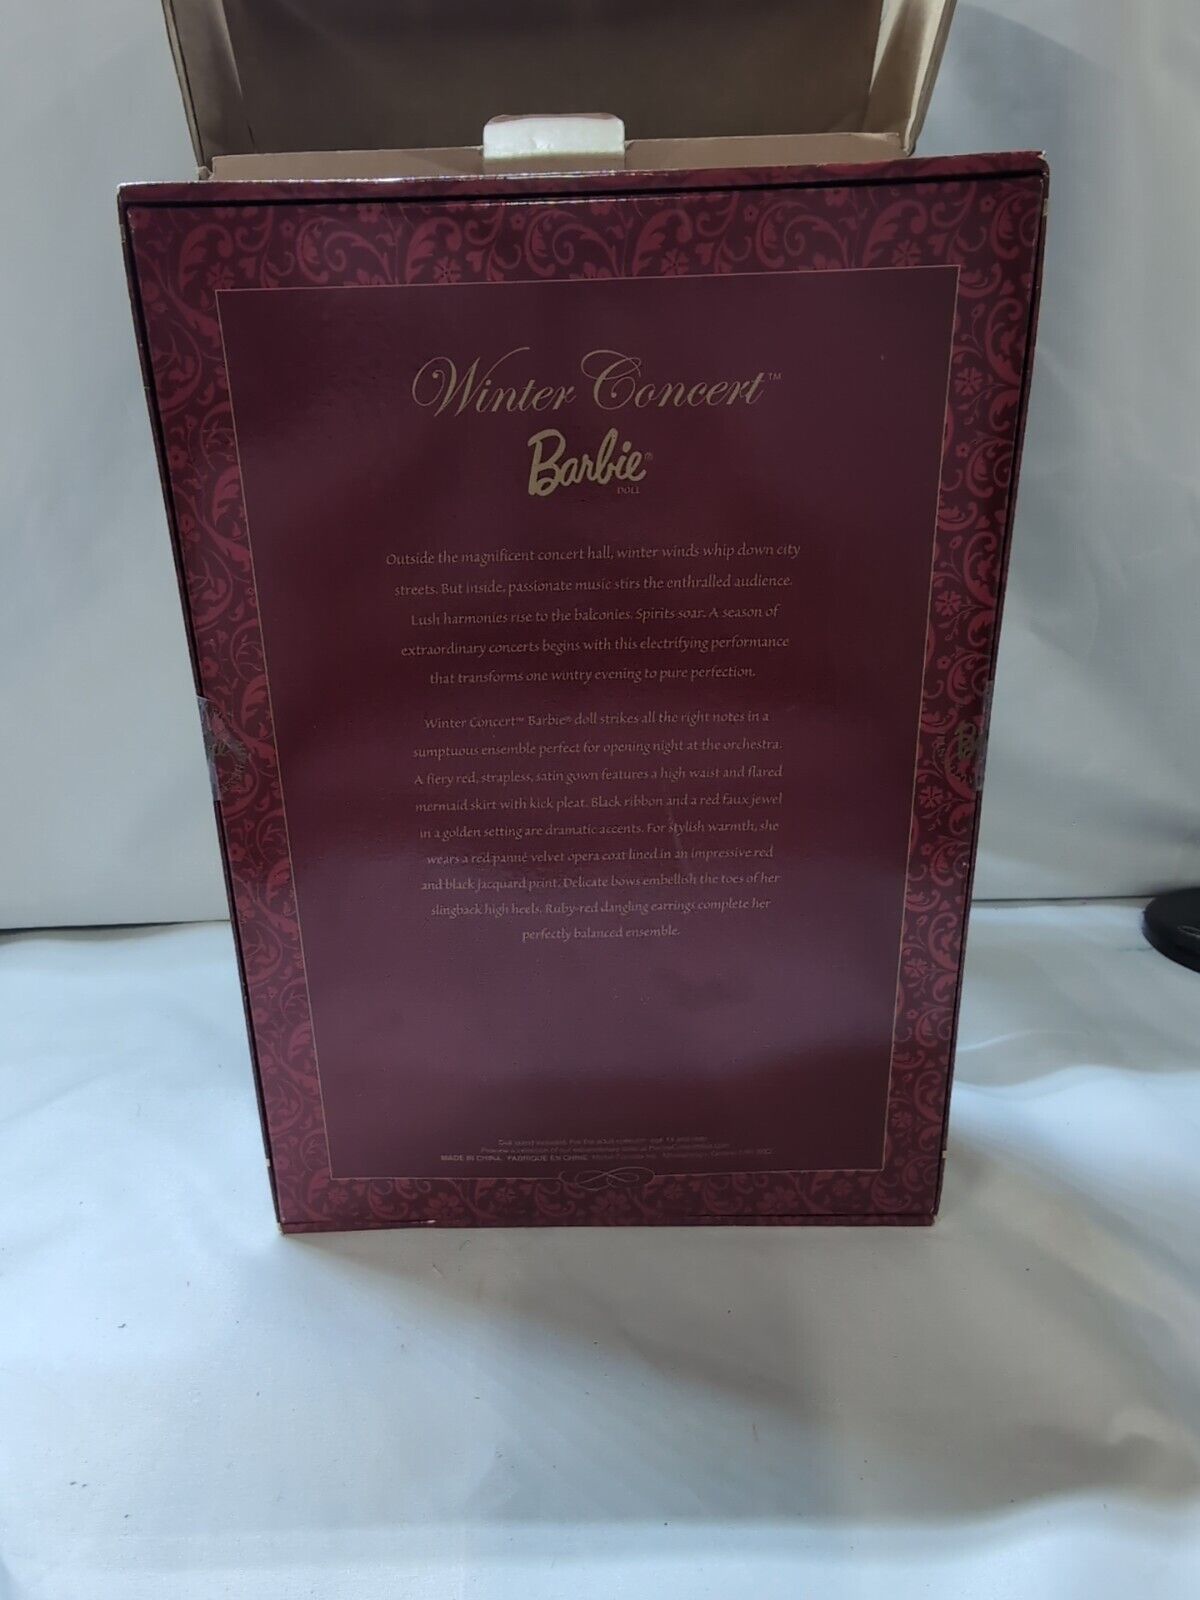 Winter Concert™
Barbie®
DOLL
Outside the magnificent concert hall, winter winds whip down city
streets. But inside, passionate music stirs the enthralled audience.
Lush harmonies rise to the balconies. Spirits soar. A season of
extraordinary concerts begins with this electrifying performance
that transforms one wintry evening to pure perfection.
Winter Concert™ Barbie® doll strikes all the right notes in a
sumptuous ensemble perfect for opening night at the orchestra.
A fiery red, strapless, satin gown features a high waist and flared
mermaid skirt with kick pleat. Black ribbon and a red faux jewel
in a golden setting are dramatic accents. For stylish warmth, she
wears a red panné velvet opera coat lined in an impressive red
and black jacquard print. Delicate bows embellish the toes of her
slingback high heels. Ruby-red dangling earrings complete her
perfectly balanced ensemble.
MADE IN CHINA. FABRIQUÉ EN CHINE.